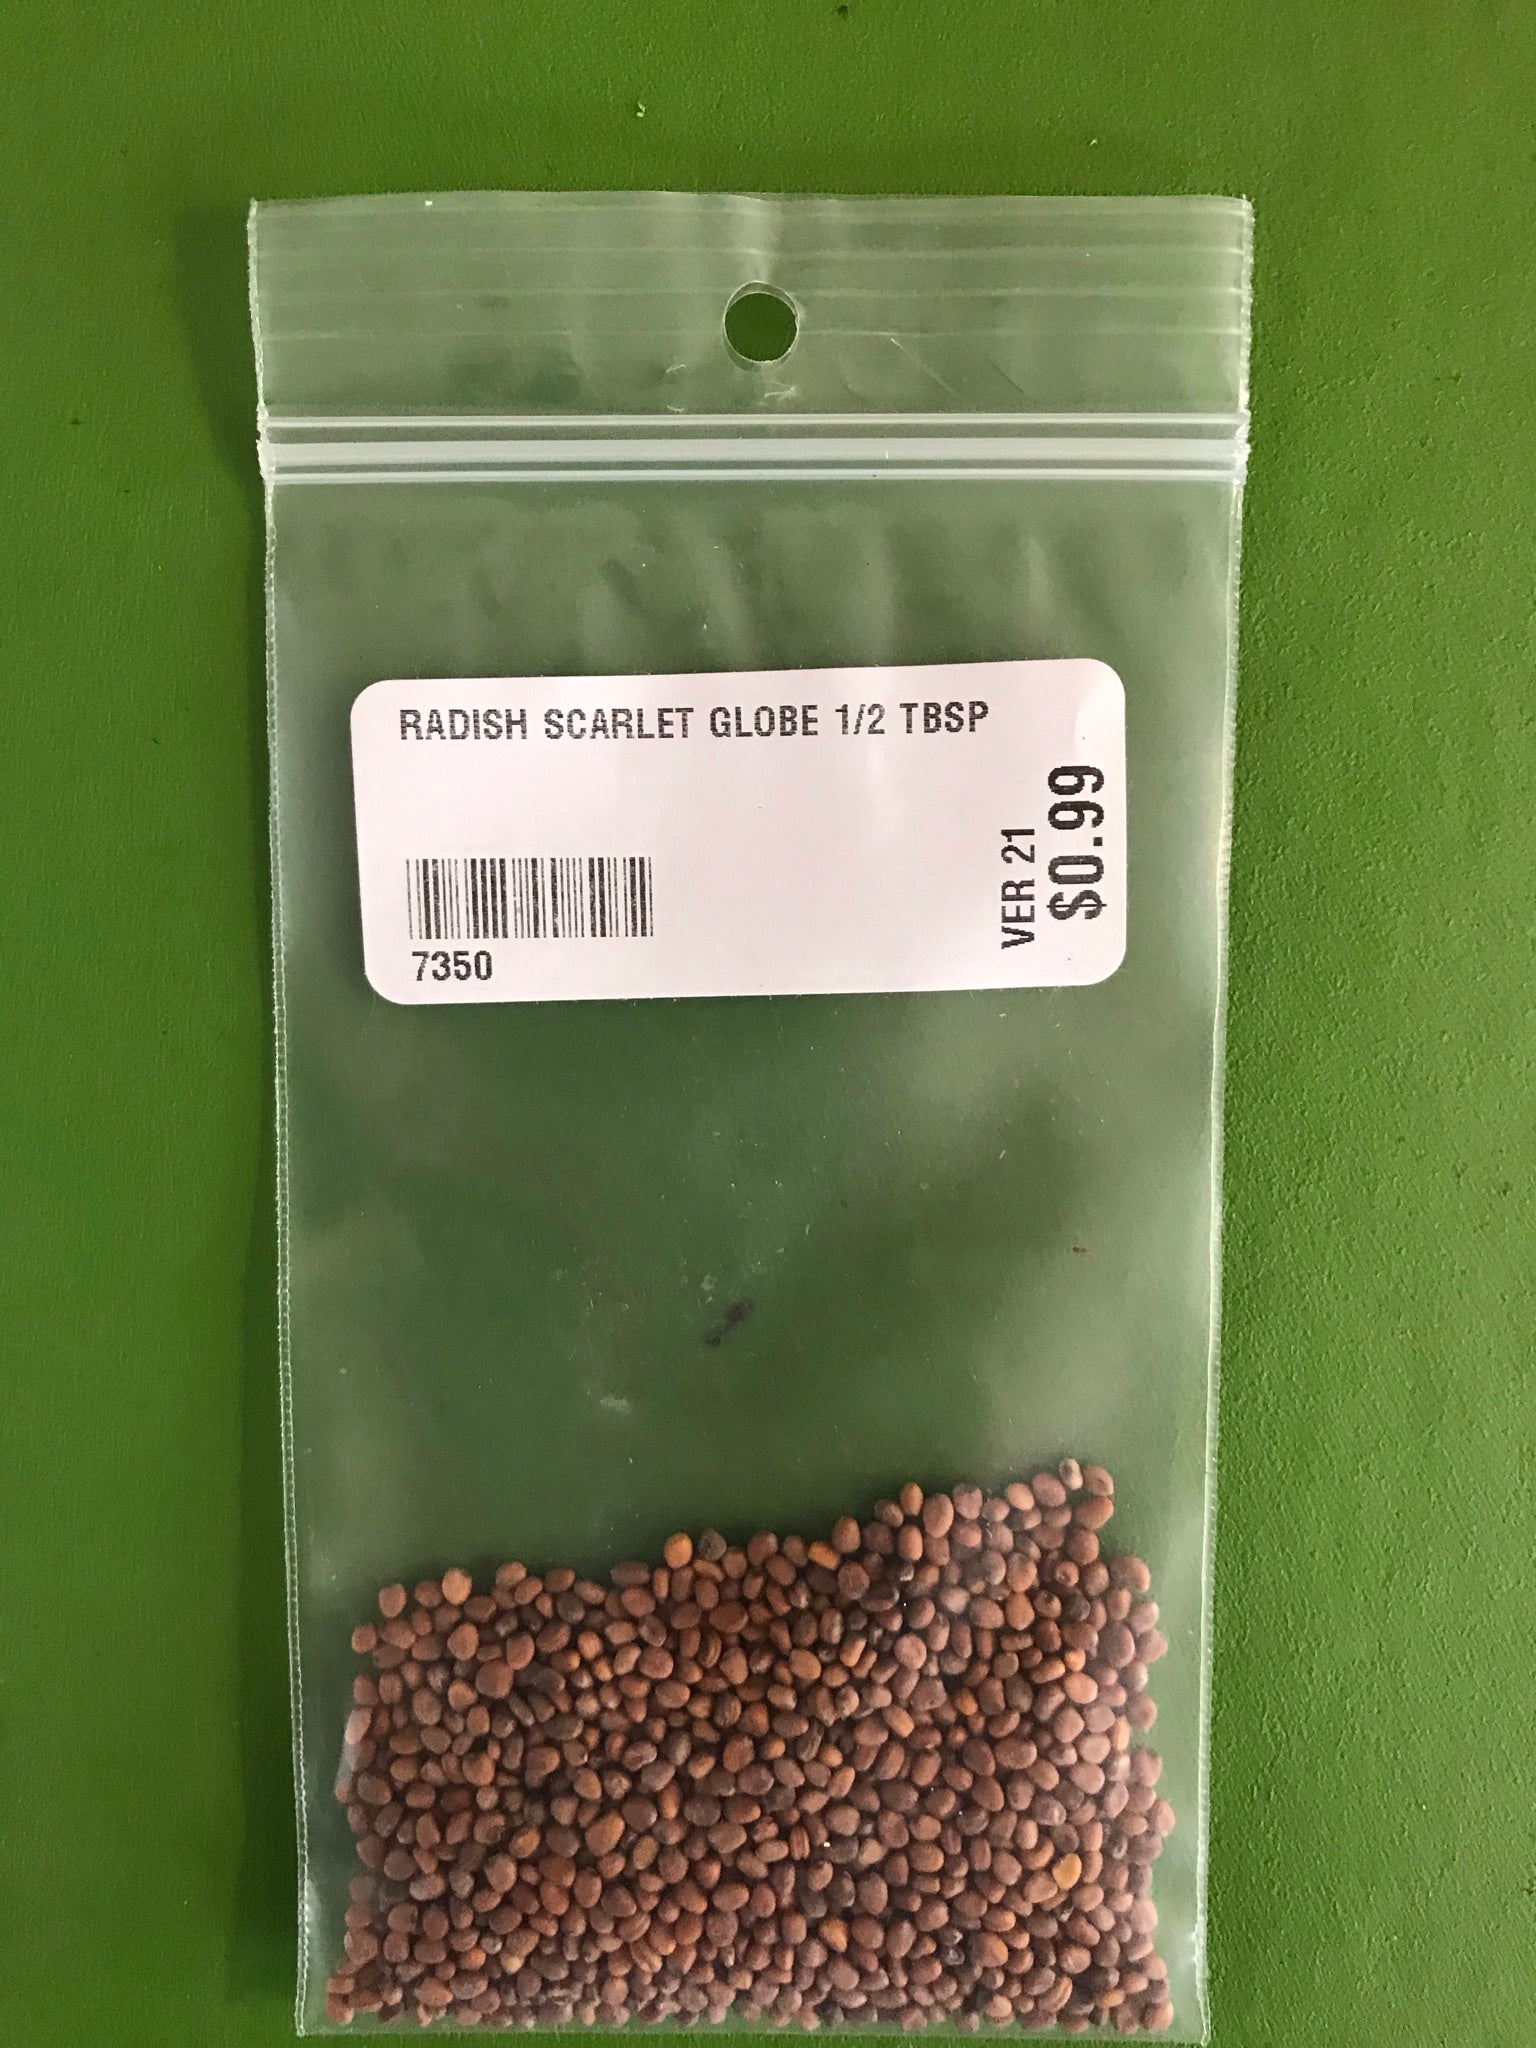 RADISH SCARLET GLOBE 1/2 TBSP
7350
VER 21
$0.99